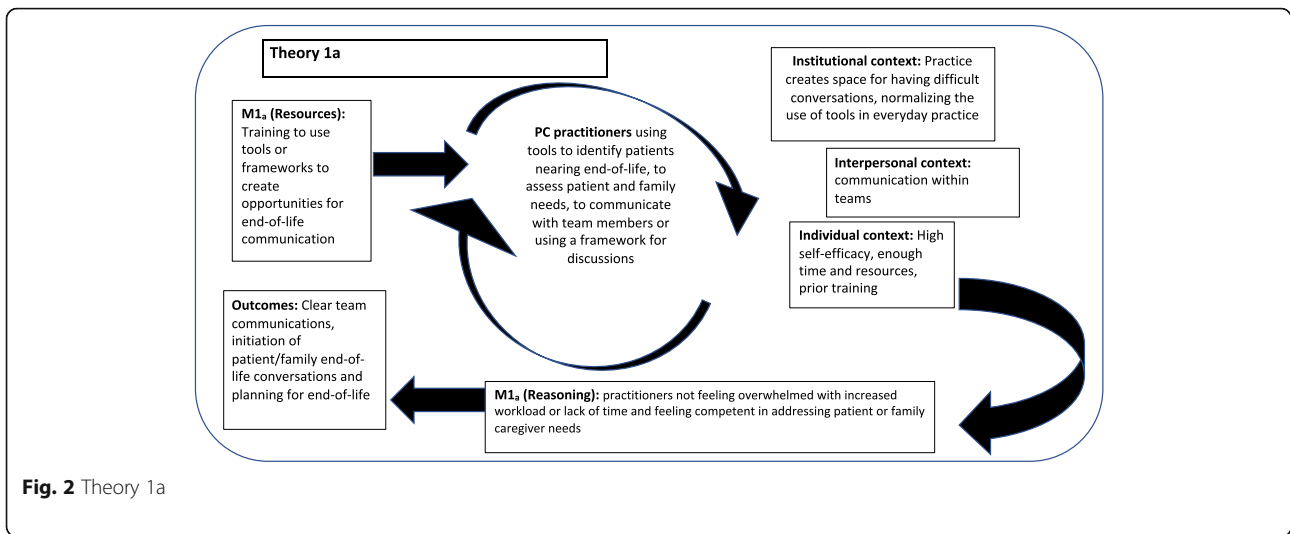 Theory 1a
M1a (Resources):
Training to use
tools or
frameworks to
create
opportunities for
end-of-life
communication
PC practitioners using
tools to identify patients
nearing end-of-life, to
assess patient and family
needs, to communicate
with team members or
using a framework for
discussions
Institutional context: Practice
creates space for having difficult
conversations, normalizing the
use of tools in everyday practice
Interpersonal context:
communication within
teams
Individual context: High
self-efficacy, enough
time and resources,
prior training
M1a (Reasoning): practitioners not feeling overwhelmed with increased
workload or lack of time and feeling competent in addressing patient or family
caregiver needs
Outcomes: Clear team
communications,
initiation of
patient/family end-of-
life conversations and
planning for end-of-life
Fig. 2 Theory 1a